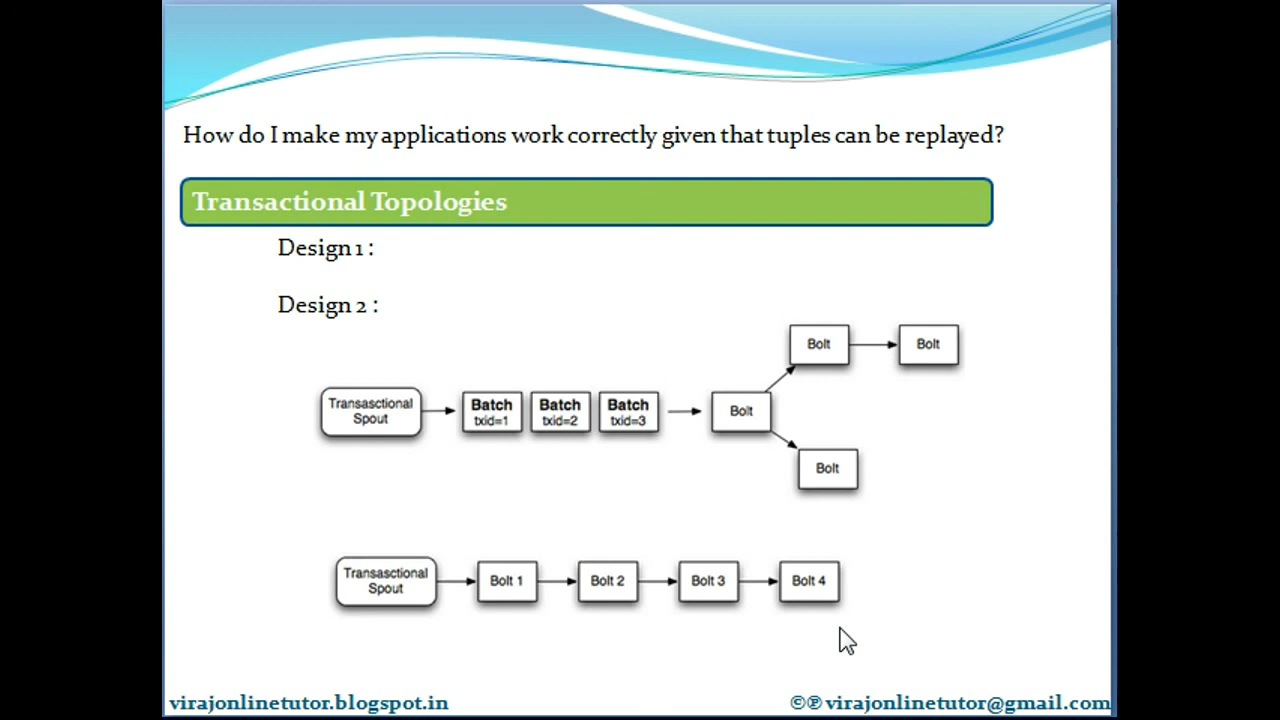 How do I make my applications work correctly given that tuples can be replayed?
Transactional Topologies
Design 1 :
Design 2 :
Bolt
Bolt
Transasctional
Spout
Batch
txid=1
Batch
txid=2
Batch
txid=3
Bolt
Bolt
Transasctional
Spout
Bolt 1
Bolt 2
Bolt 3
Bolt 4
virajonlinetutor.blogspot.in
©℗ virajonlinetutor@gmail.com